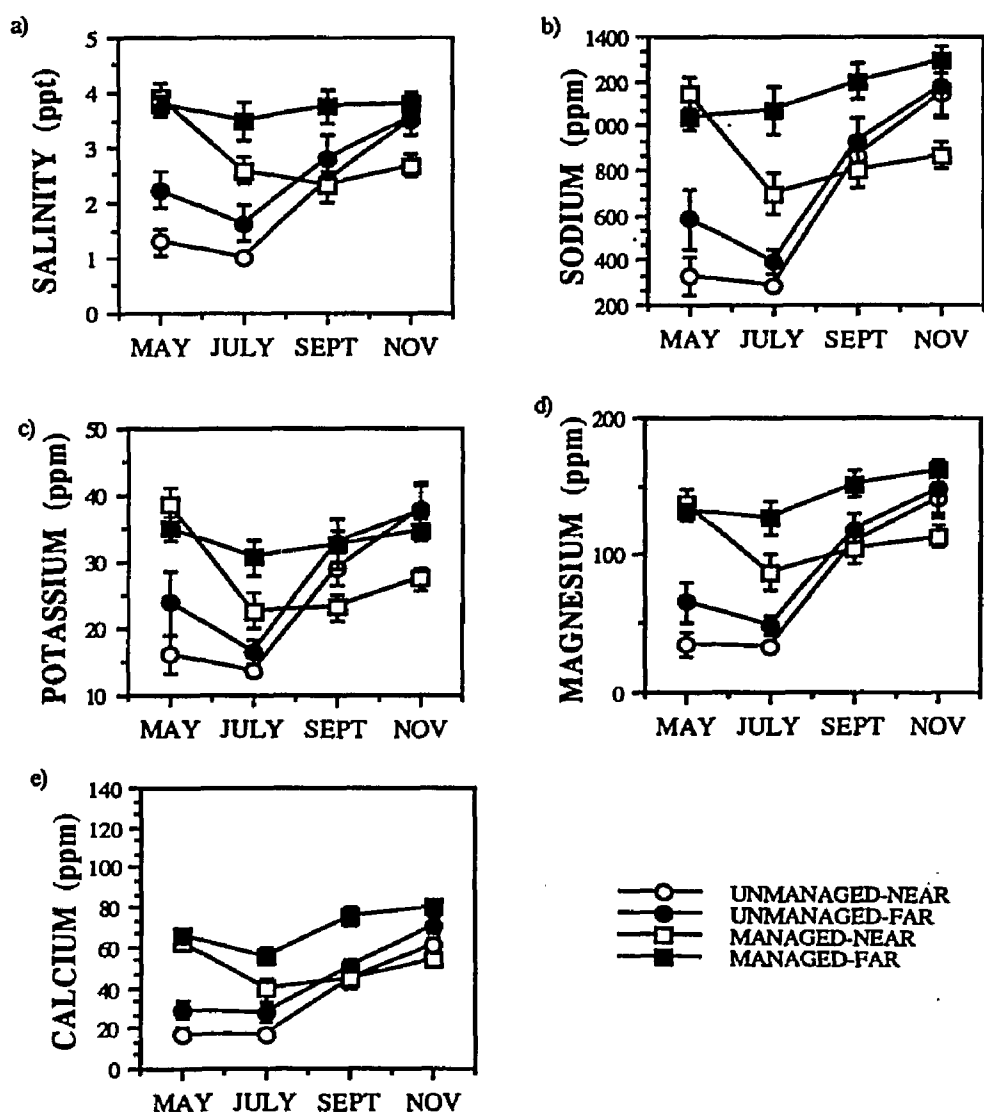 a)
SALINITY (ppt)
5
4
3
2
1
0
MAY JULY SEPT NOV
b)
SODIUM (ppm)
1400
200
000
800
600
400
200
MAY JULY SEPT NOV
c)
POTASSIUM (ppm)
50
40
30
20
10
MAY JULY SEPT NOV
d)
MAGNESIUM (ppm)
200
100
0
MAY JULY SEPT NOV
e)
CALCIUM (ppm)
140
120
100
80
60
40
20
0
MAY JULY SEPT NOV
UNMANAGED-NEAR
UNMANAGED-FAR
MANAGED-NEAR
MANAGED-FAR